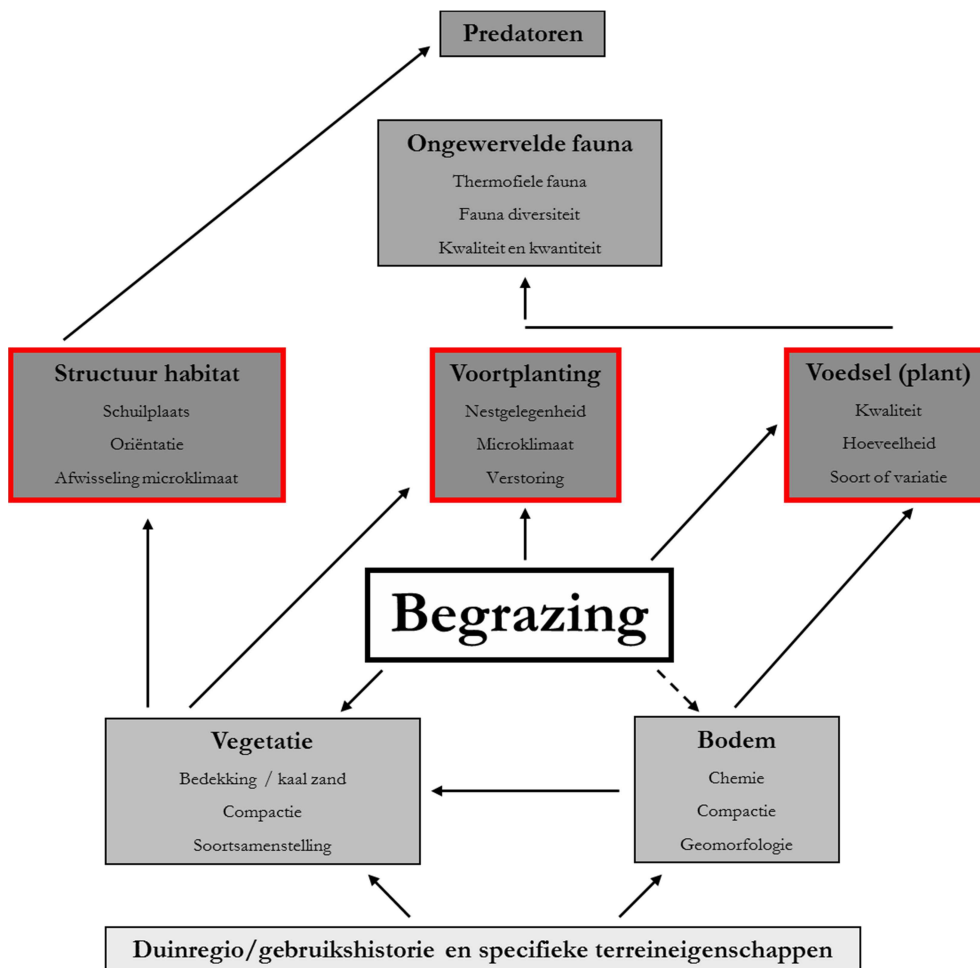 Predatoren
Ongewervelde fauna
Thermofiele fauna
Fauna diversiteit
Kwaliteit en kwantiteit
Structuur habitat
Schuilplaats
Oriëntatie
Afwisseling microklimaat
Voortplanting
Nestgelegenheid
Microklimaat
Verstoring
Voedsel (plant)
Kwaliteit
Hoeveelheid
Soort of variatie
Begrazing
Vegetatie
Bedekking / kaal zand
Compactie
Soortsamenstelling
Bodem
Chemie
Compactie
Geomorfologie
Duinregio/gebruikshistorie en specifieke terreineigenschappen